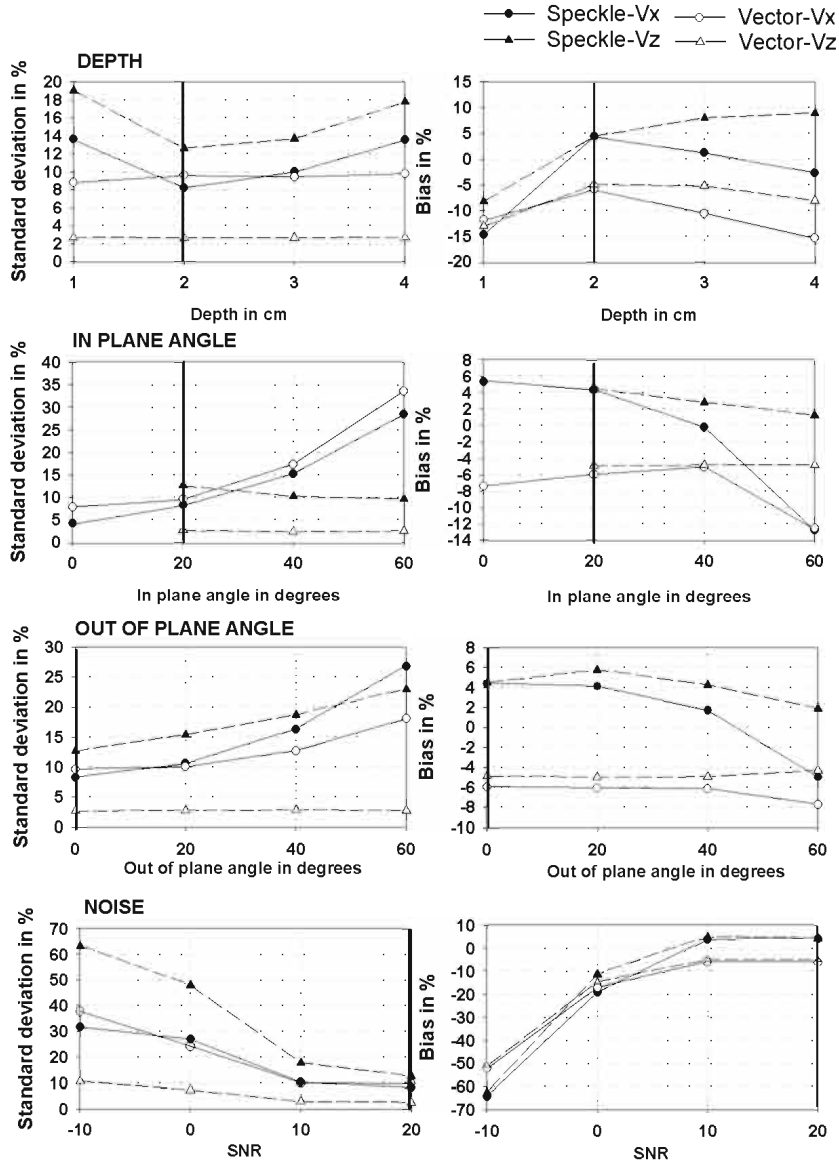 Speckle-Vx Vector-Vx
Speckle-Vz Vector-Vz
DEPTH
Standard deviation in %
20
18
16
14
12
10
8
6
4
2
0
1 2 3 4
Depth in cm
Bias in %
15
10
5
0
-5
-10
-15
-20
1 2 3 4
Depth in cm
IN PLANE ANGLE
Standard deviation in %
40
35
30
25
20
15
10
5
0
0 20 40 60
In plane angle in degrees
Bias in %
8
6
4
2
0
-2
-4
-6
-8
-10
-12
-14
0 20 40 60
In plane angle in degrees
OUT OF PLANE ANGLE
Standard deviation in %
30
25
20
15
10
5
0
0 20 40 60
Out of plane angle in degrees
Bias in %
8
6
4
2
0
-2
-4
-6
-8
-10
0 20 40 60
Out of plane angle in degrees
NOISE
Standard deviation in %
70
60
50
40
30
20
10
0
-10 0 10 20
SNR
Bias in %
10
0
-10
-20
-30
-40
-50
-60
-70
-10 0 10 20
SNR